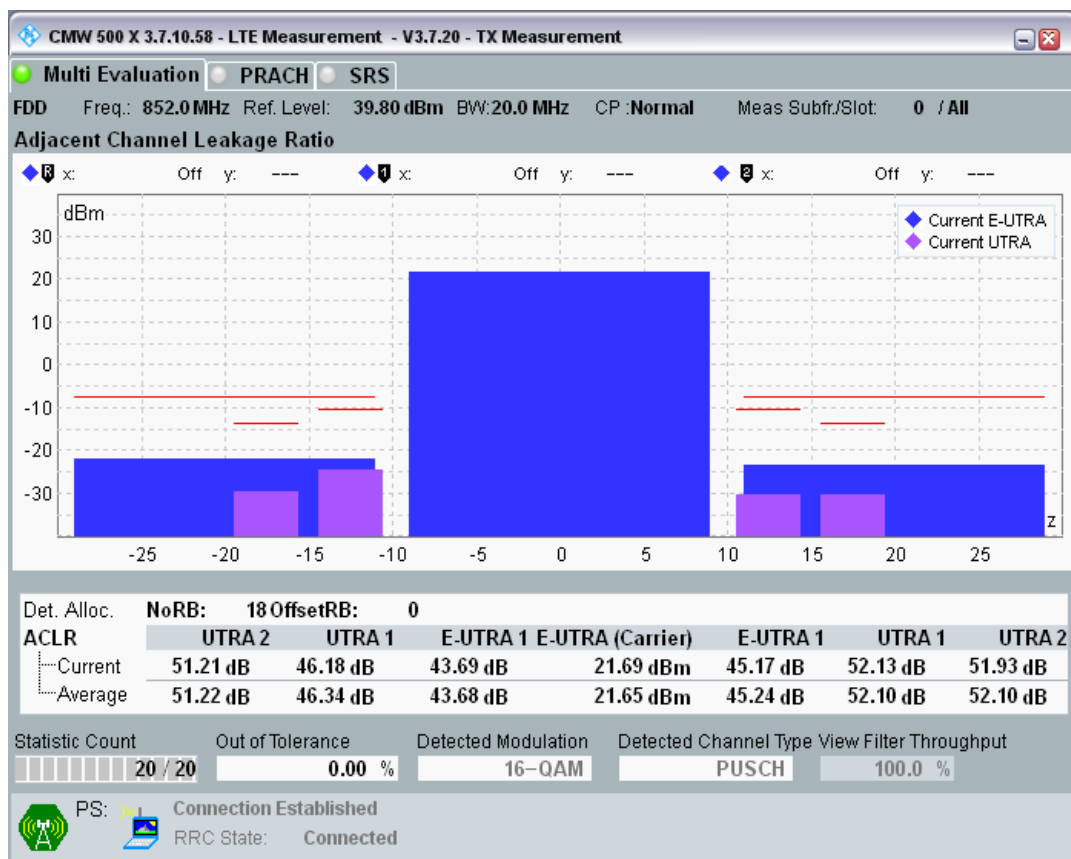 CMW 500 X 3.7.10.58 - LTE Measurement - V3.7.20 - TX Measurement
Multi Evaluation PRACH SRS
FDD Freq.: 852.0 MHz Ref. Level: 39.80 dBm BW:20.0 MHz CP :Normal Meas Subfr./Slot: 0 / All
Adjacent Channel Leakage Ratio
R x: Off y: --- 1 x: Off y: --- 2 x: Off y: ---
dBm
Current E-UTRA
Current UTRA
30
20
10
0
-10
-20
-30
z
-25 -20 -15 -10 -5 0 5 10 15 20 25
Det. Alloc. NoRB: 18 OffsetRB: 0
ACLR UTRA 2 UTRA 1 E-UTRA 1 E-UTRA (Carrier) E-UTRA 1 UTRA 1 UTRA 2
Current 51.21 dB 46.18 dB 43.69 dB 21.69 dBm 45.17 dB 52.13 dB 51.93 dB
Average 51.22 dB 46.34 dB 43.68 dB 21.65 dBm 45.24 dB 52.10 dB 52.10 dB
Statistic Count Out of Tolerance Detected Modulation Detected Channel Type View Filter Throughput
20 / 20 0.00 % 16-QAM PUSCH 100.0 %
PS: Connection Established
RRC State: Connected